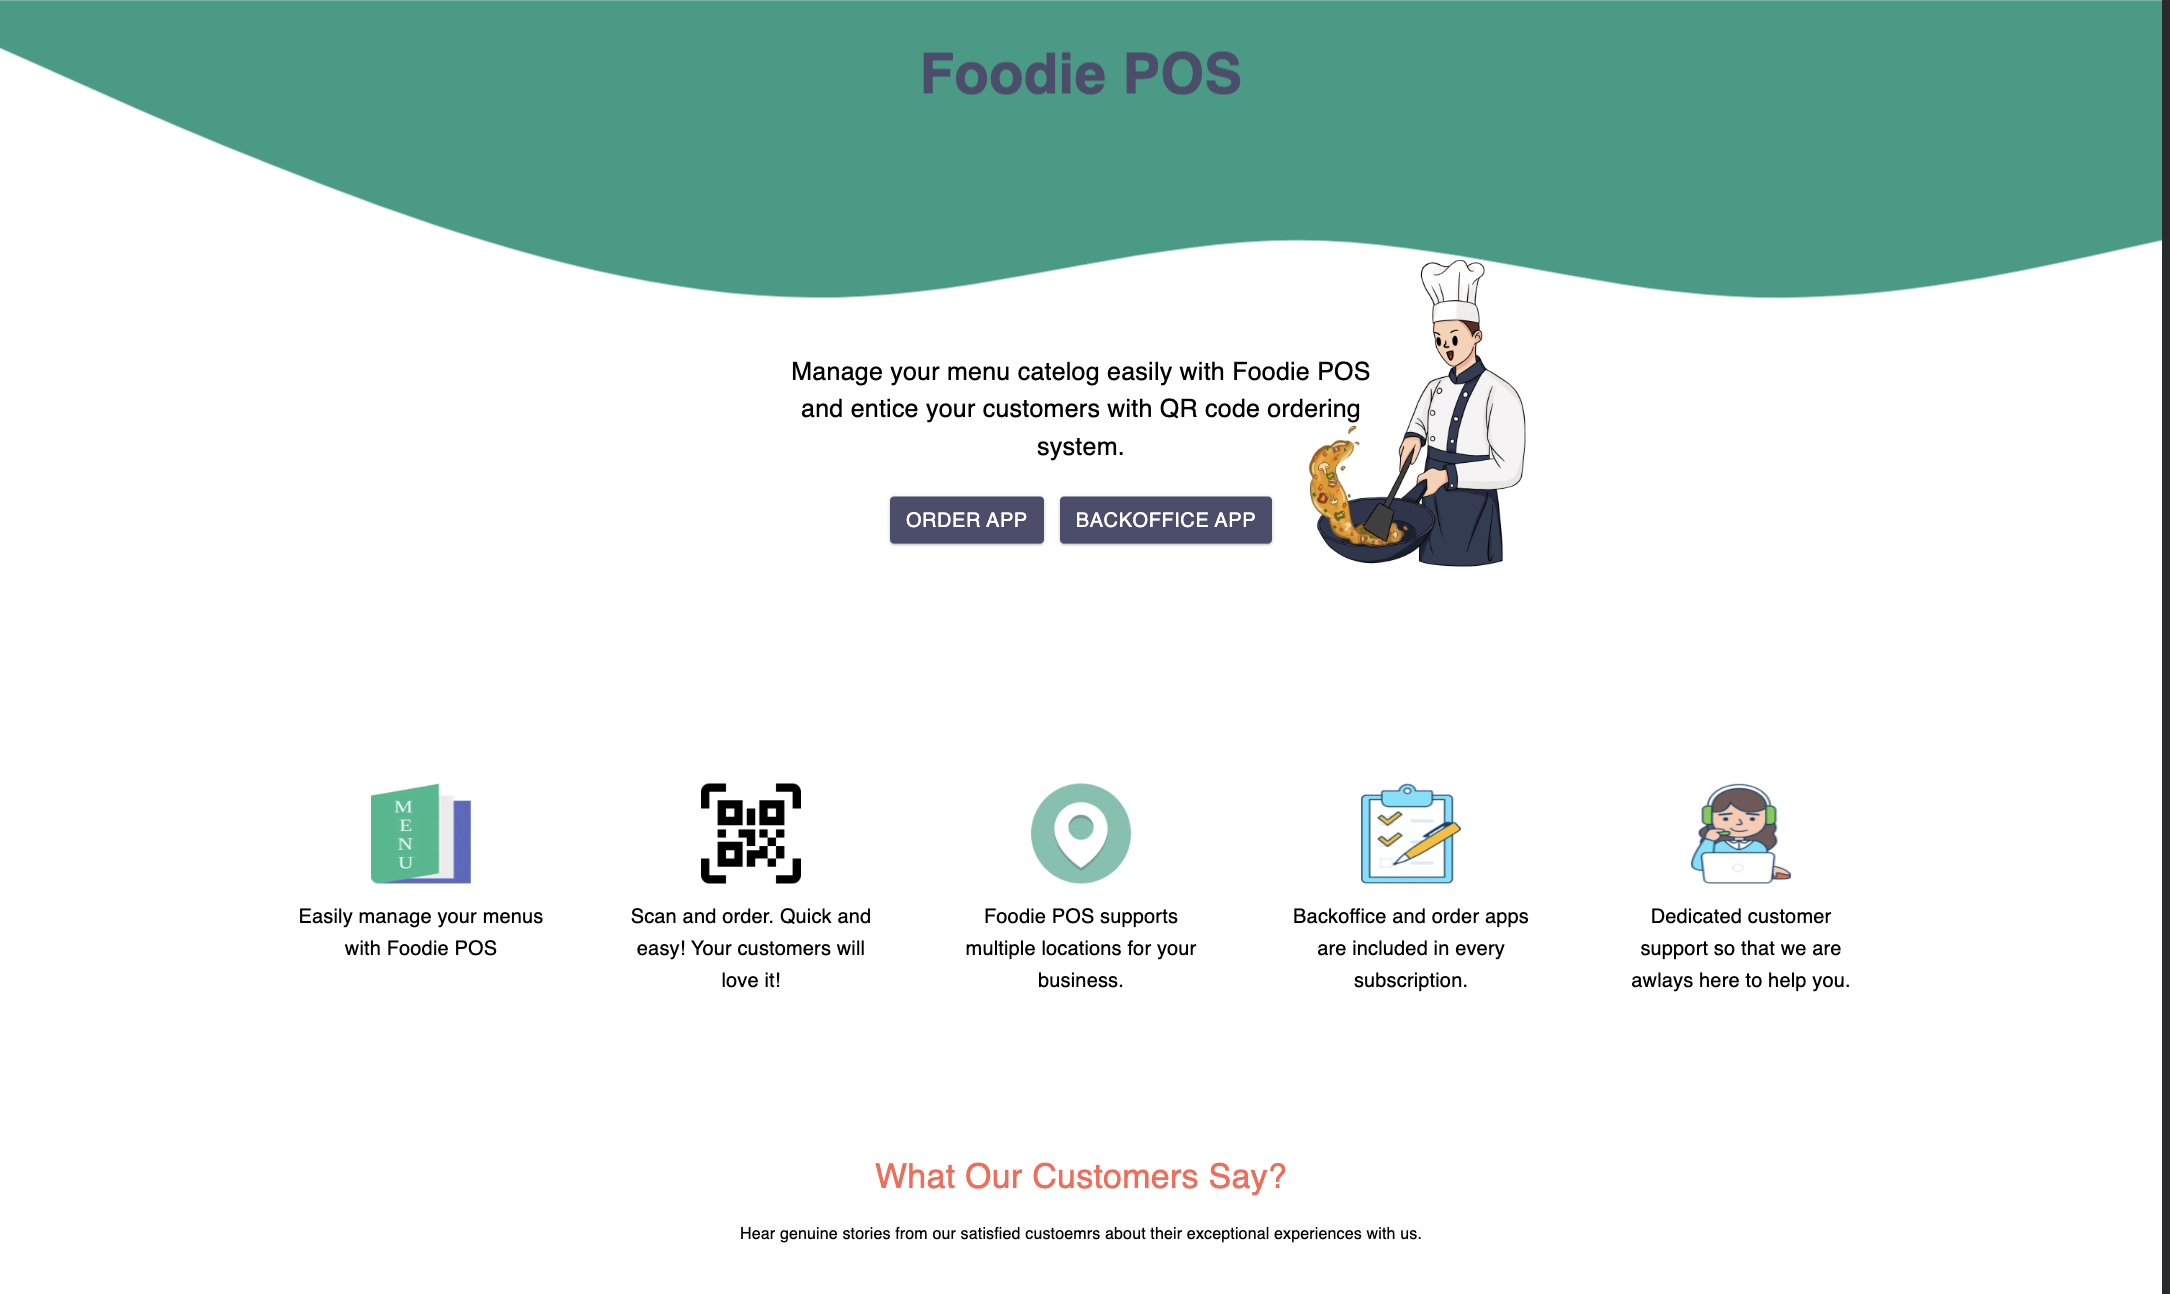 Foodie POS
Manage your menu catelog easily with Foodie POS
and entice your customers with QR code ordering
system.
ORDER APP
BACKOFFICE APP
MENU
Easily manage your menus
with Foodie POS
Scan and order. Quick and
easy! Your customers will
love it!
Foodie POS supports
multiple locations for your
business.
Backoffice and order apps
are included in every
subscription.
Dedicated customer
support so that we are
awlays here to help you.
What Our Customers Say?
Hear genuine stories from our satisfied custoemrs about their exceptional experiences with us.